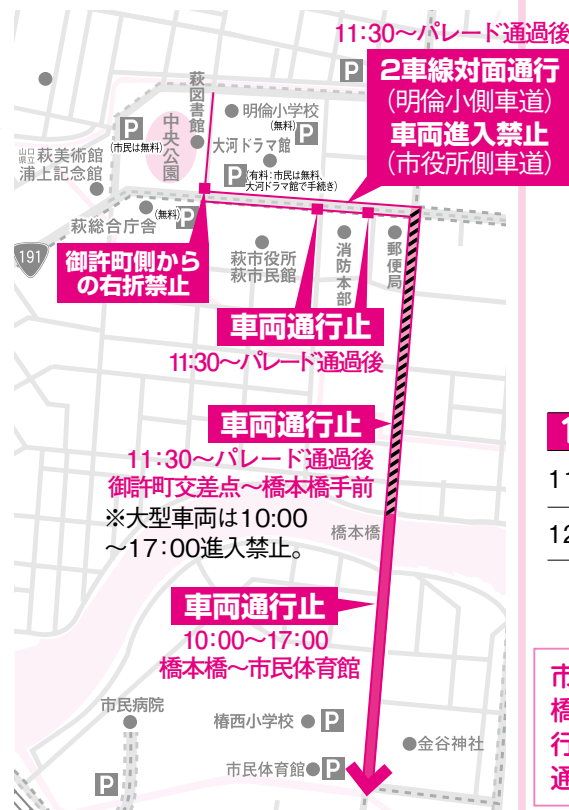 11:30～パレード通過後
2車線対面通行
(明倫小側車道)
車両進入禁止
(市役所側車道)
P
萩図書館
明倫小学校
(無料)
P
P
(市民は無料)
中央公園
大河ドラマ館
P
(有料：市民は無料、
大河ドラマ館で手続き)
山口県立
萩美術館
浦上記念館
萩総合庁舎
(無料)
P
191
御許町側から
の右折禁止
萩市役所
萩市民館
消防本部
郵便局
車両通行止
11:30～パレード通過後
車両通行止
11:30～パレード通過後
御許町交差点～橋本橋手前
※大型車両は10:00
～17:00進入禁止。
橋本橋
車両通行止
10:00～17:00
橋本橋～市民体育館
市民病院
椿西小学校
P
金谷神社
市民体育館
P
P
1
11
12
市
橋
行
通